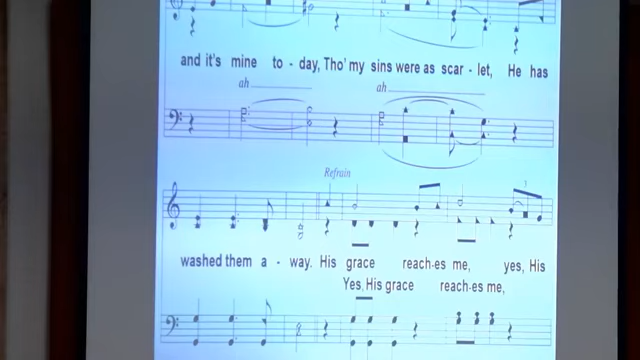 and it's mine to - day, Tho' my sins were as scar - let, He has
ah ah
Refrain
3
washed them a - way. His grace reach-es me, yes, His
Yes, His grace reach-es me,